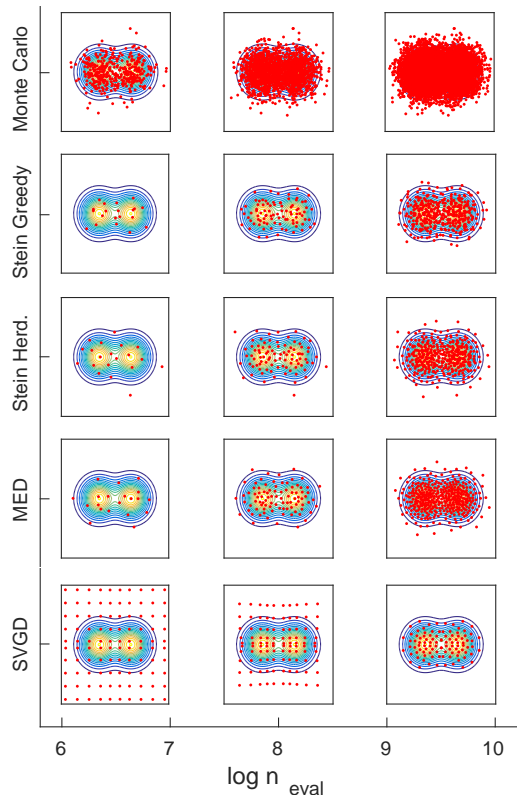 Monte Carlo
Stein Greedy
Stein Herd.
MED
SVGD
6 7 8 9 10
log n eval